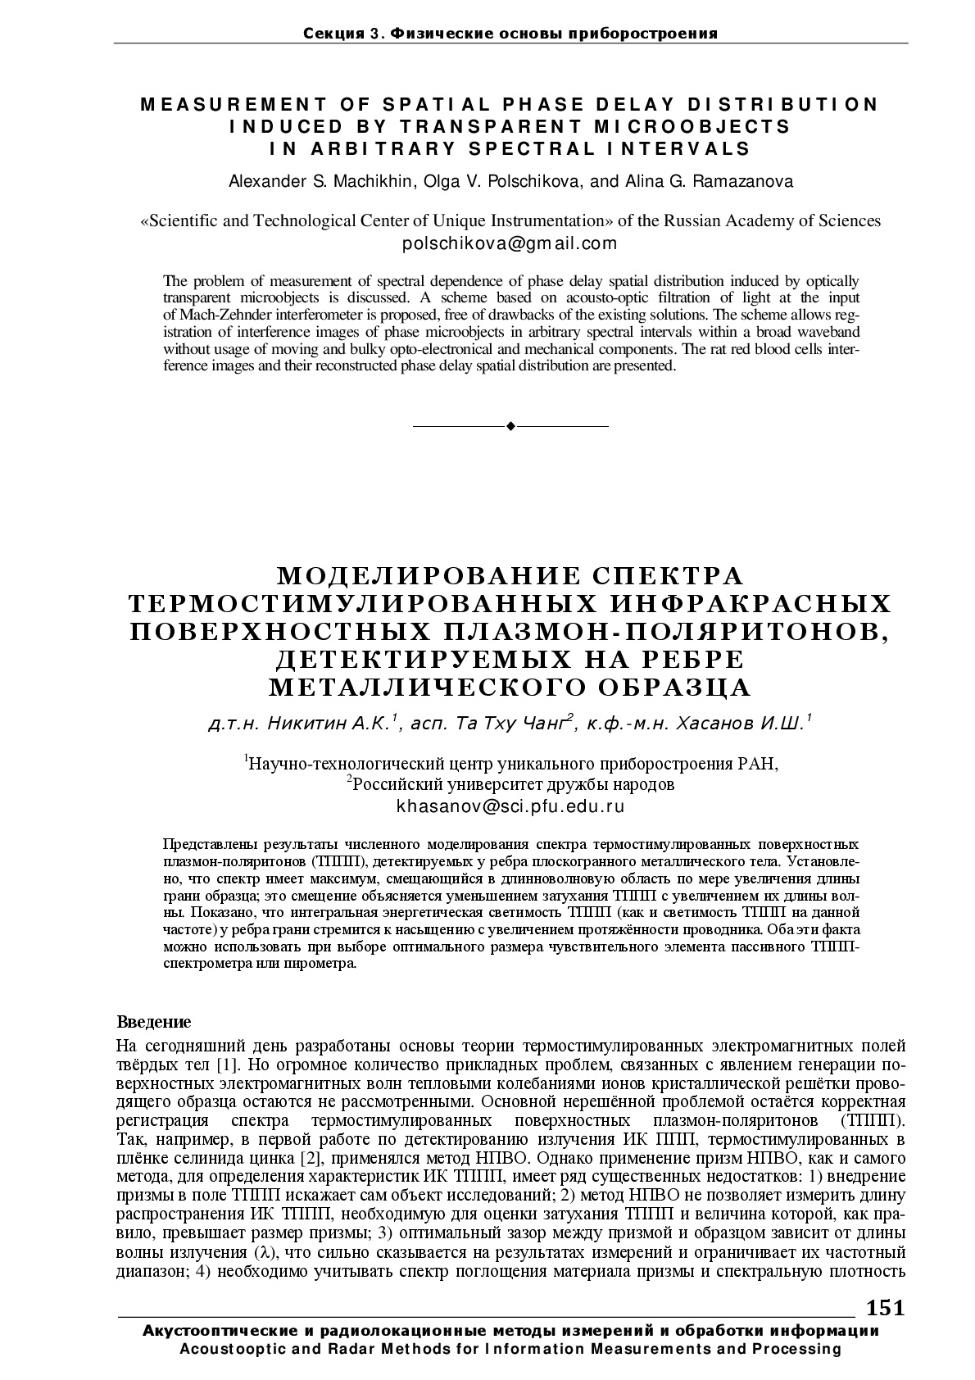 Секция 3. Физические основы приборостроения
MEASUREMENT OF SPATIAL PHASE DELAY DISTRIBUTION
INDUCED BY TRANSPARENT MICROOBJECTS
IN ARBITRARY SPECTRAL INTERVALS
Alexander S. Machikhin, Olga V. Polschikova, and Alina G. Ramazanova
«Scientific and Technological Center of Unique Instrumentation» of the Russian Academy of Sciences
polschikova@gmail.com
The problem of measurement of spectral dependence of phase delay spatial distribution induced by optically
transparent microobjects is discussed. A scheme based on acousto-optic filtration of light at the input
of Mach-Zehnder interferometer is proposed, free of drawbacks of the existing solutions. The scheme allows reg-
istration of interference images of phase microobjects in arbitrary spectral intervals within a broad waveband
without usage of moving and bulky opto-electronical and mechanical components. The rat red blood cells inter-
ference images and their reconstructed phase delay spatial distribution are presented.
МОДЕЛИРОВАНИЕ СПЕКТРА
ТЕРМОСТИМУЛИРОВАННЫХ ИНФРАКРАСНЫХ
ПОВЕРХНОСТНЫХ ПЛАЗМОН-ПОЛЯРИТОНОВ,
ДЕТЕКТИРУЕМЫХ НА РЕБРЕ
МЕТАЛЛИЧЕСКОГО ОБРАЗЦА
д.т.н. Никитин А.К.¹, асп. Та Тху Чанг², к.ф.-м.н. Хасанов И.Ш.¹
¹Научно-технологический центр уникального приборостроения РАН,
²Российский университет дружбы народов
khasanov@sci.pfu.edu.ru
Представлены результаты численного моделирования спектра термостимулированных поверхностных
плазмон-поляритонов (ТППП), детектируемых у ребра плоскогранного металлического тела. Установле-
но, что спектр имеет максимум, смещающийся в длинноволновую область по мере увеличения длины
грани образца; это смещение объясняется уменьшением затухания ТППП с увеличением их длины вол-
ны. Показано, что интегральная энергетическая светимость ТППП (как и светимость ТППП на данной
частоте) у ребра грани стремится к насыщению с увеличением протяжённости проводника. Оба эти факта
можно использовать при выборе оптимального размера чувствительного элемента пассивного ТППП-
спектрометра или пирометра.
Введение
На сегодняшний день разработаны основы теории термостимулированных электромагнитных полей
твёрдых тел [1]. Но огромное количество прикладных проблем, связанных с явлением генерации по-
верхностных электромагнитных волн тепловыми колебаниями ионов кристаллической решётки прово-
дящего образца остаются не рассмотренными. Основной нерешённой проблемой остаётся корректная
регистрация спектра термостимулированных поверхностных плазмон-поляритонов (ТППП).
Так, например, в первой работе по детектированию излучения ИК ППП, термостимулированных в
плёнке селинида цинка [2], применялся метод НПВО. Однако применение призм НПВО, как и самого
метода, для определения характеристик ИК ТППП, имеет ряд существенных недостатков: 1) внедрение
призмы в поле ТППП искажает сам объект исследований; 2) метод НПВО не позволяет измерить длину
распространения ИК ТППП, необходимую для оценки затухания ТППП и величина которой, как пра-
вило, превышает размер призмы; 3) оптимальный зазор между призмой и образцом зависит от длины
волны излучения (λ), что сильно сказывается на результатах измерений и ограничивает их частотный
диапазон; 4) необходимо учитывать спектр поглощения материала призмы и спектральную плотность
151
Акустооптические и радиолокационные методы измерений и обработки информации
Acoustooptic and Radar Methods for Information Measurements and Processing